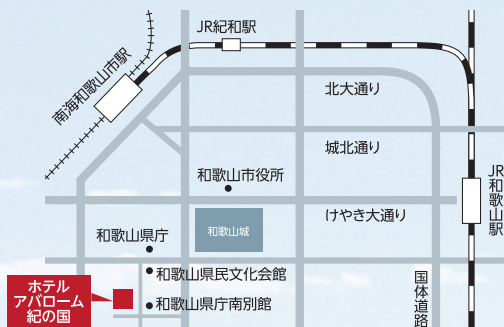 JR紀和駅
南海和歌山市駅
北大通り
城北通り
和歌山市役所
JR和歌山駅
けやき大通り
和歌山城
和歌山県庁
和歌山県民文化会館
国体道路
ホテル
アバローム
紀の国
和歌山県庁南別館